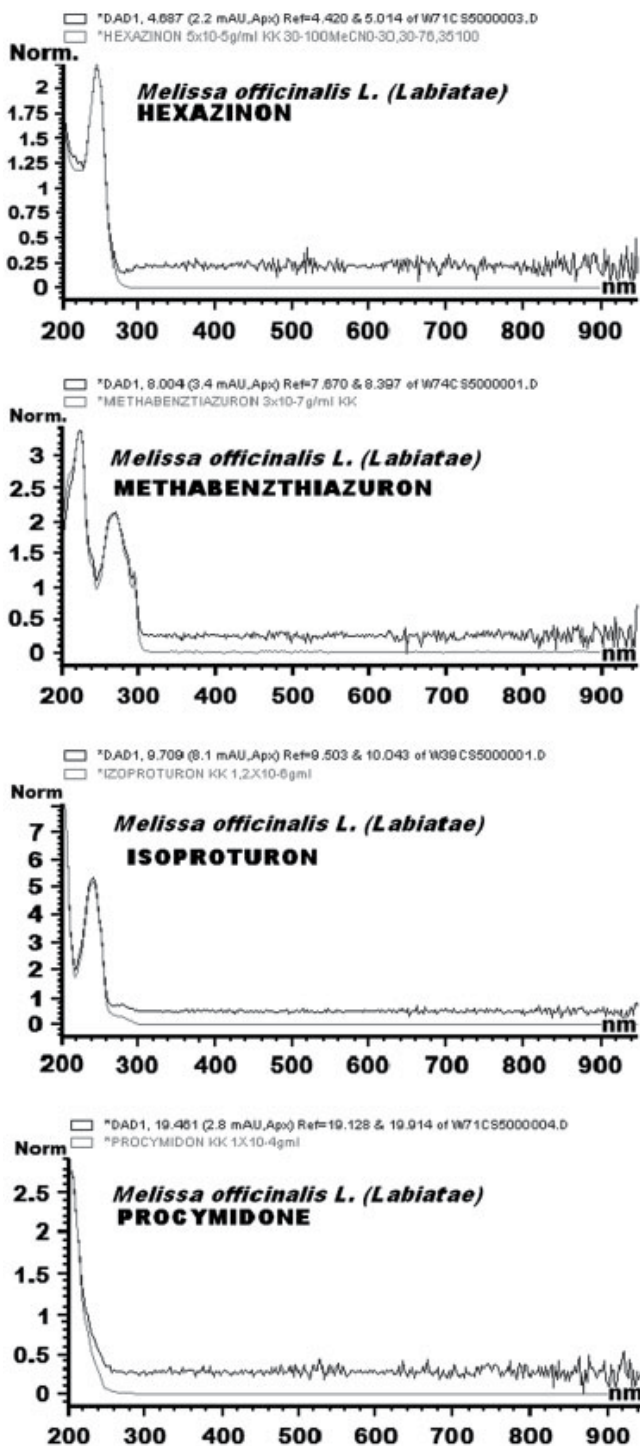 "DAD1, 4.687 (2.2 mAU,Apx) Ref=4.420 & 5.014 of W71CS5000003.D
*HEXAZINON 5x10-5g/ml KK 30-100MeCN0-30,30-76,35100
Norm.
Melissa officinalis L. (Labiatae)
HEXAZINON
2
1.75
1.5
1.25
1
0.75
0.5
0.25
0
nm
200 300 400 500 600 700 800 900
*DAD1, 8.004 (3.4 mAU,Apx) Ref=7.670 & 8.397 of W74CS5000001.D
*METHABENZTIAZURON 3x10-7g/ml KK
Norm.
Melissa officinalis L. (Labiatae)
METHABENZTHIAZURON
3
2.5
2
1.5
1
0.5
0
nm
200 300 400 500 600 700 800 900
*DAD1, 9.709 (8.1 mAU,Apx) Ref=9.503 & 10.043 of W39CS5000001.D
*IZOPROTURON KK 1,2X10-6gml
Norm
Melissa officinalis L. (Labiatae)
ISOPROTURON
7
6
5
4
3
2
1
0
nm
200 300 400 500 600 700 800 900
*DAD1, 19.461 (2.8 mAU,Apx) Ref=19.128 & 19.914 of W71CS5000004.D
*PROCYMIDON KK 1X10-4gml
Norm
Melissa officinalis L. (Labiatae)
PROCYMIDONE
2.5
2
1.5
1
0.5
0
nm
200 300 400 500 600 700 800 900